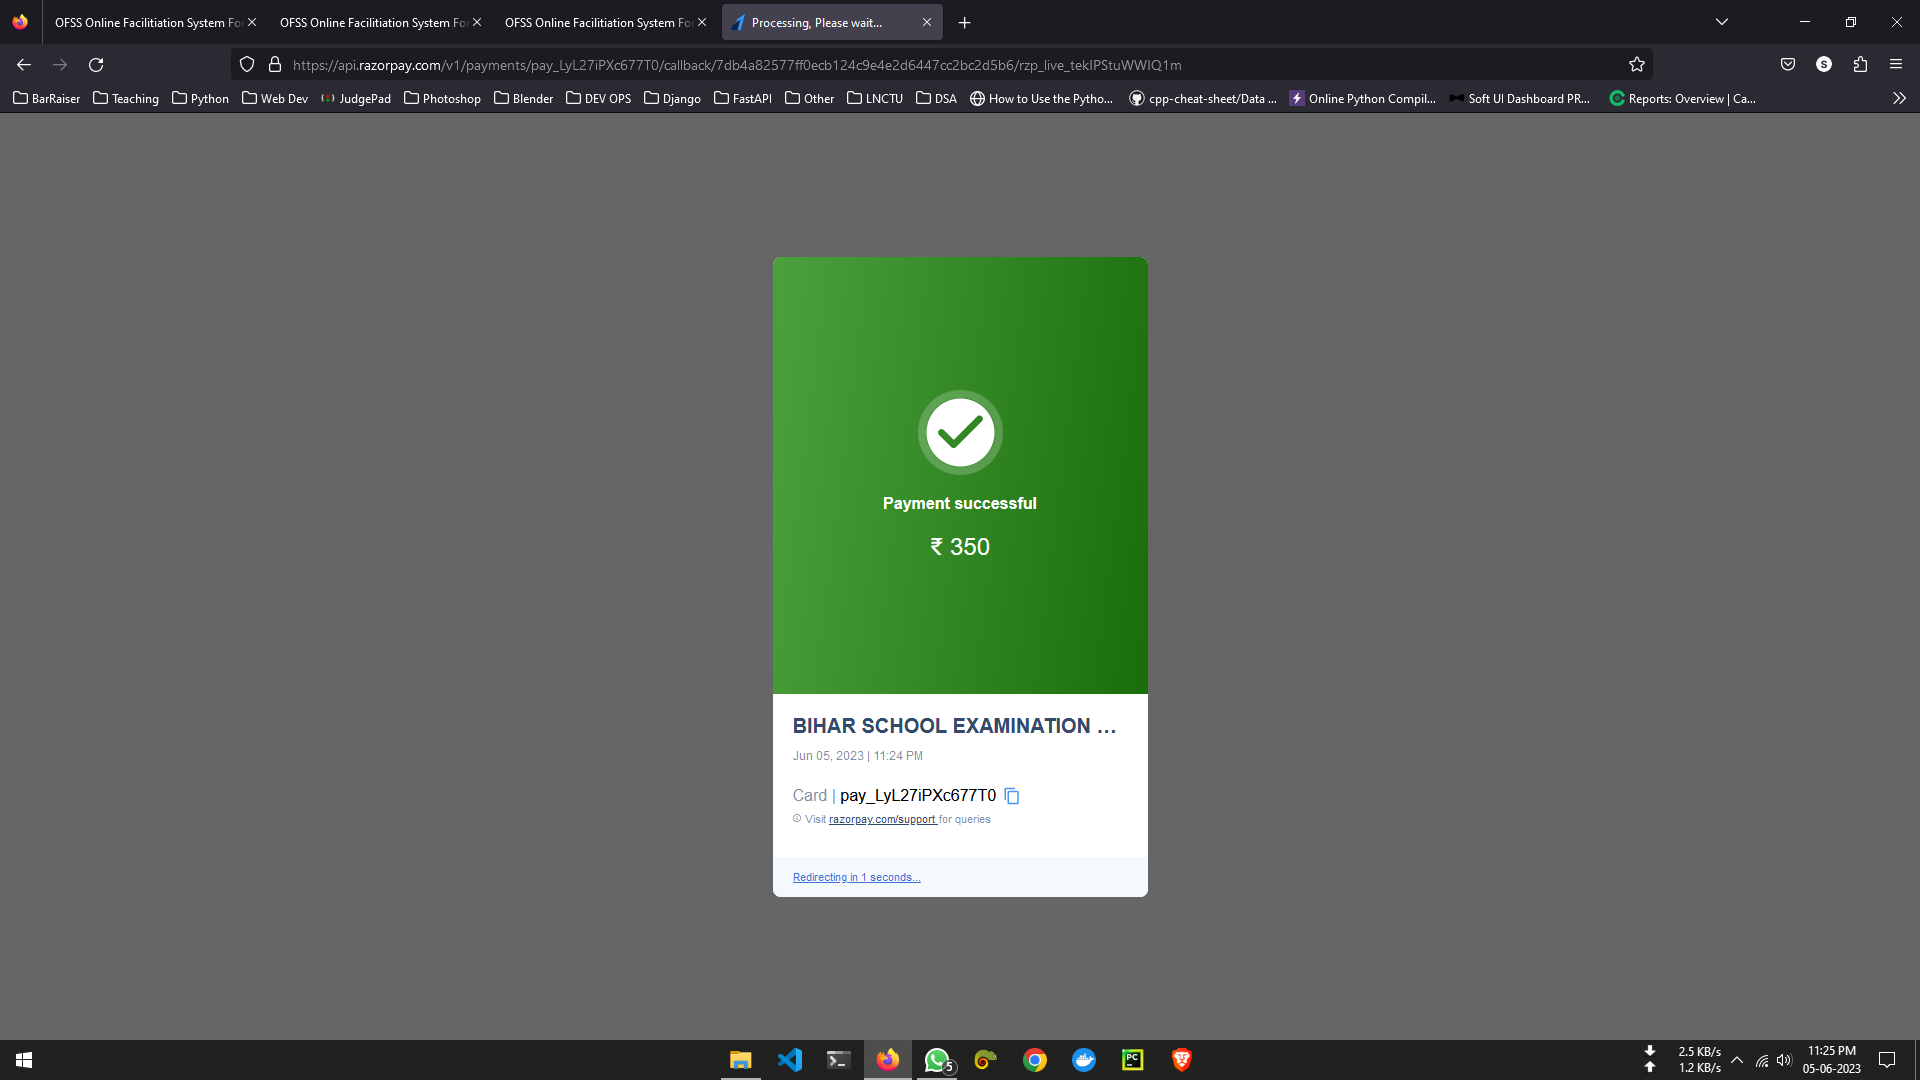 OFSS Online Facilitiation System For
OFSS Online Facilitiation System For
OFSS Online Facilitiation System For
Processing, Please wait...
https://api.razorpay.com/v1/payments/pay_LyL27iPXc677T0/callback/7db4a82577ff0ecb124c9e4e2d6447cc2bc2d5b6/rzp_live_tekIPStuWWIQ1m
S
BarRaiser Teaching Python Web Dev JudgePad Photoshop Blender DEV OPS Django FastAPI Other LNCTU DSA How to Use the Pytho... cpp-cheat-sheet/Data ... Online Python Compil... Soft UI Dashboard PR... Reports: Overview | Ca...
Payment successful
₹ 350
BIHAR SCHOOL EXAMINATION ...
Jun 05, 2023 | 11:24 PM
Card | pay_LyL27iPXc677T0
Visit razorpay.com/support for queries
Redirecting in 1 seconds...
5
PC
2.5 KB/s
1.2 KB/s
11:25 PM
05-06-2023